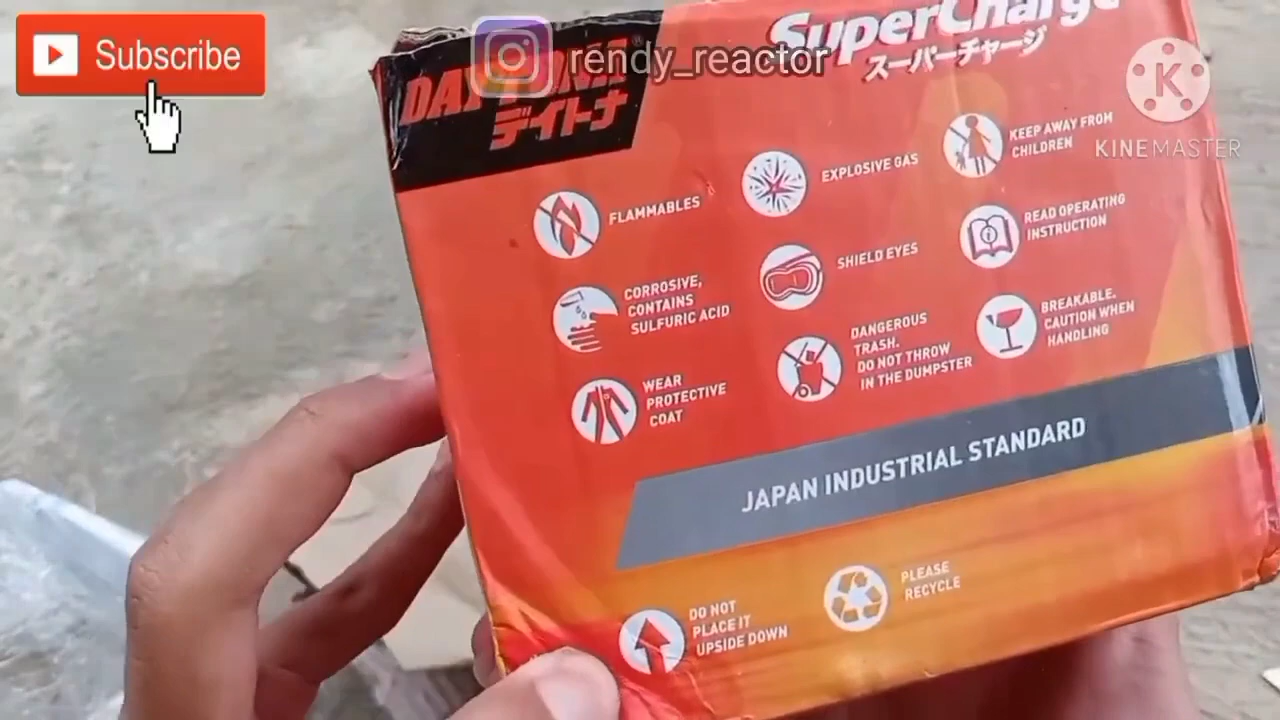 Subscribe
rendy_reactor
KINEMASTER
DAYTONA
デイトナ
SuperCharge
スーパーチャージ
FLAMMABLES
CORROSIVE,
CONTAINS
SULFURIC ACID
WEAR
PROTECTIVE
COAT
EXPLOSIVE GAS
SHIELD EYES
DANGEROUS
TRASH.
DO NOT THROW
IN THE DUMPSTER
KEEP AWAY FROM
CHILDREN
READ OPERATING
INSTRUCTION
BREAKABLE.
CAUTION WHEN
HANDLING
JAPAN INDUSTRIAL STANDARD
DO NOT
PLACE IT
UPSIDE DOWN
PLEASE
RECYCLE